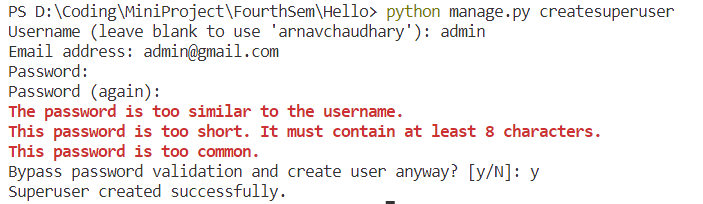 PS D:\Coding\MiniProject\FourthSem\Hello> python manage.py createsuperuser
Username (leave blank to use 'arnavchaudhary'): admin
Email address: admin@gmail.com
Password:
Password (again):
The password is too similar to the username.
This password is too short. It must contain at least 8 characters.
This password is too common.
Bypass password validation and create user anyway? [y/N]: y
Superuser created successfully.